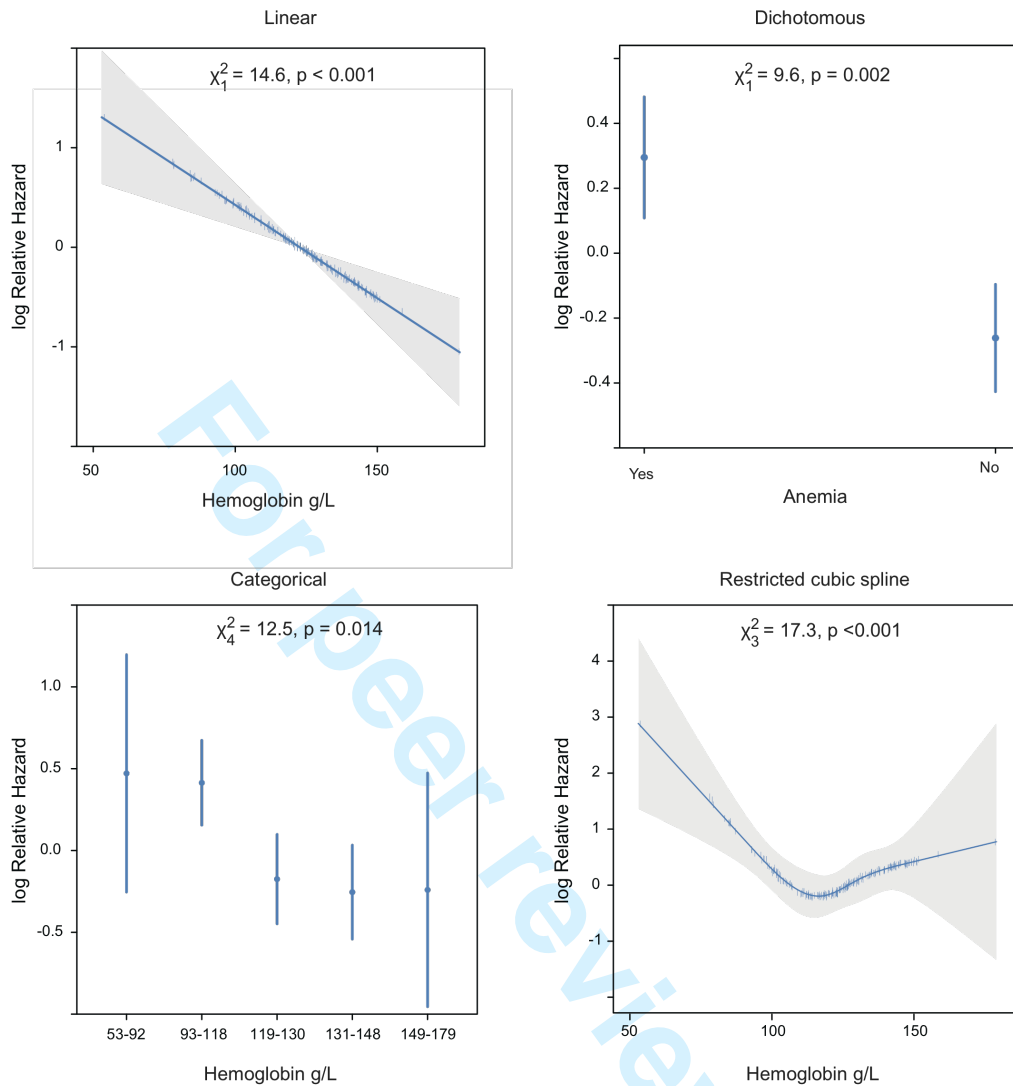 Linear
χ²₁ = 14.6, p < 0.001
log Relative Hazard
1
0
-1
50 100 150
Hemoglobin g/L
Dichotomous
χ²₁ = 9.6, p = 0.002
log Relative Hazard
0.4
0.2
0.0
-0.2
-0.4
Yes No
Anemia
Categorical
χ²₄ = 12.5, p = 0.014
log Relative Hazard
1.0
0.5
0.0
-0.5
53-92 93-118 119-130 131-148 149-179
Hemoglobin g/L
Restricted cubic spline
χ²₃ = 17.3, p <0.001
log Relative Hazard
4
3
2
1
0
-1
50 100 150
Hemoglobin g/L
For peer review